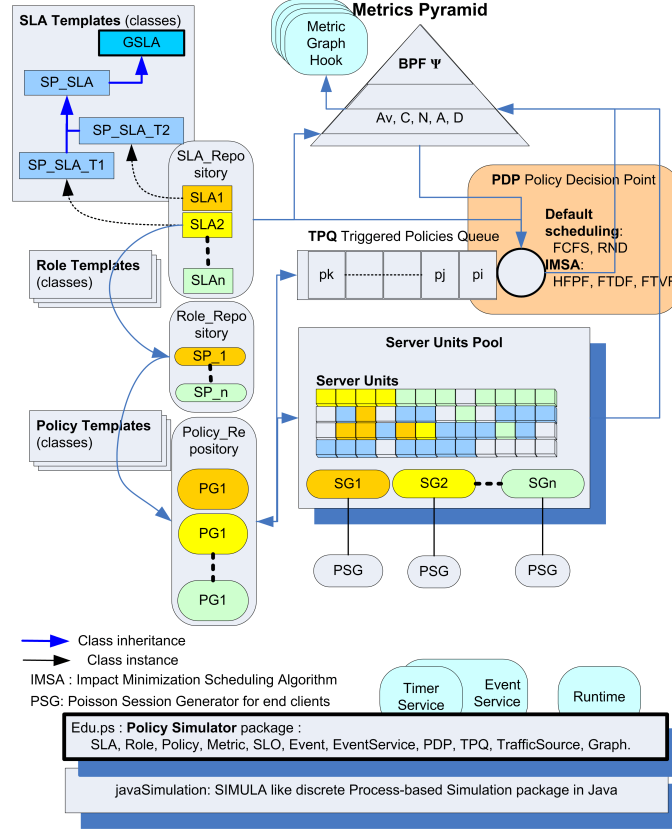 Metrics Pyramid
SLA Templates (classes)
GSLA
SP_SLA
SP_SLA_T2
SP_SLA_T1
Metric
Graph
Hook
BPF Ψ
Av, C, N, A, D
SLA_Repo
sitory
SLA1
SLA2
SLAn
PDP Policy Decision Point
Default
scheduling:
FCFS, RND
IMSA:
HFPF, FTDF, FTVF
TPQ Triggered Policies Queue
pk
pj
pi
Role Templates
(classes)
Role_Repo
sitory
SP_1
SP_n
Server Units Pool
Server Units
SG1
SG2
SGn
PSG
PSG
PSG
Policy Templates
(classes)
Policy_Re
pository
PG1
PG1
PG1
Class inheritance
Class instance
IMSA : Impact Minimization Scheduling Algorithm
PSG: Poisson Session Generator for end clients
Timer
Service
Event
Service
Runtime
Edu.ps : Policy Simulator package :
SLA, Role, Policy, Metric, SLO, Event, EventService, PDP, TPQ, TrafficSource, Graph.
javaSimulation: SIMULA like discrete Process-based Simulation package in Java